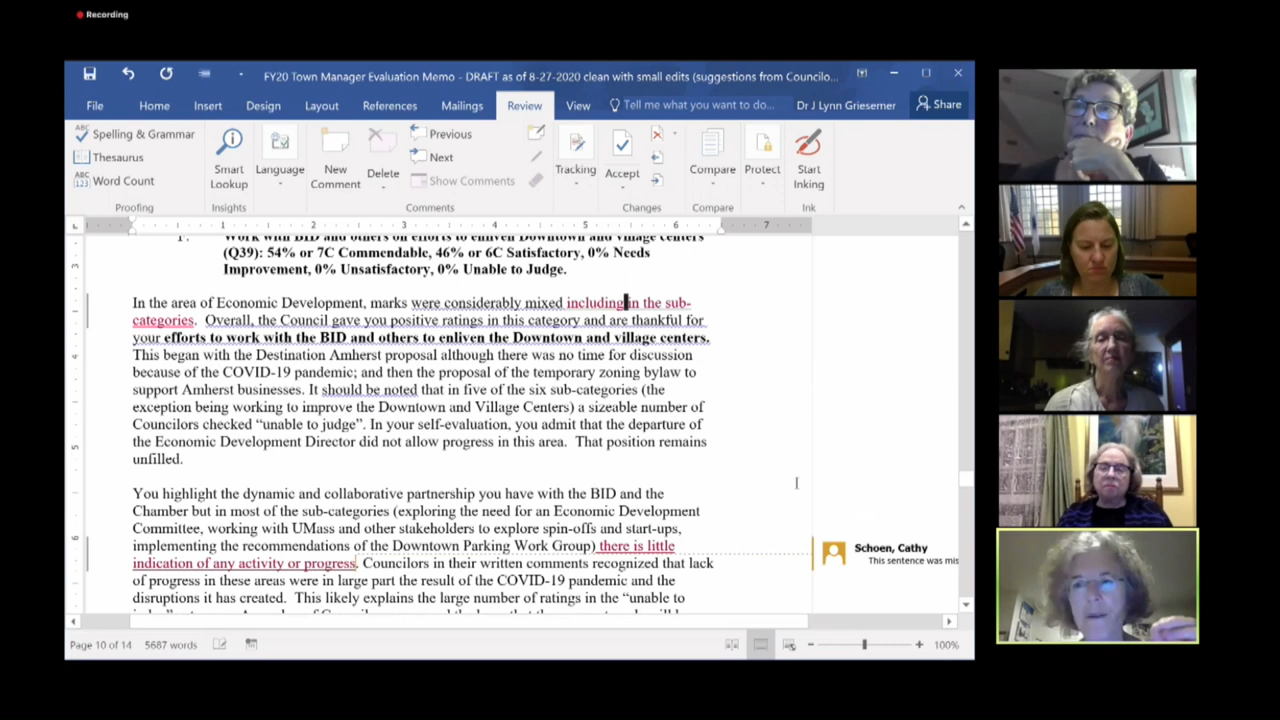 Recording
FY20 Town Manager Evaluation Memo - DRAFT as of 8-27-2020 clean with small edits (suggestions from Councilo...
File Home Insert Design Layout References Mailings Review View Tell me what you want to do... Dr J Lynn Griesemer Share
ABC Spelling & Grammar
Thesaurus
ABC 123 Word Count
Proofing
Smart Lookup
Insights
Language
New Comment
Delete
Previous
Next
Show Comments
Comments
Tracking
Accept
Changes
Compare
Compare
Protect
Start Inking
Ink
1 2 3 4 5 6 7
Work with BID and others on efforts to enliven Downtown and village centers
(Q39): 54% or 7C Commendable, 46% or 6C Satisfactory, 0% Needs
Improvement, 0% Unsatisfactory, 0% Unable to Judge.
In the area of Economic Development, marks were considerably mixed including in the sub-
categories. Overall, the Council gave you positive ratings in this category and are thankful for
your efforts to work with the BID and others to enliven the Downtown and village centers.
This began with the Destination Amherst proposal although there was no time for discussion
because of the COVID-19 pandemic; and then the proposal of the temporary zoning bylaw to
support Amherst businesses. It should be noted that in five of the six sub-categories (the
exception being working to improve the Downtown and Village Centers) a sizeable number of
Councilors checked “unable to judge”. In your self-evaluation, you admit that the departure of
the Economic Development Director did not allow progress in this area. That position remains
unfilled.
You highlight the dynamic and collaborative partnership you have with the BID and the
Chamber but in most of the sub-categories (exploring the need for an Economic Development
Committee, working with UMass and other stakeholders to explore spin-offs and start-ups,
implementing the recommendations of the Downtown Parking Work Group) there is little
indication of any activity or progress. Councilors in their written comments recognized that lack
of progress in these areas were in large part the result of the COVID-19 pandemic and the
disruptions it has created. This likely explains the large number of ratings in the “unable to
Schoen, Cathy
This sentence was mis
Page 10 of 14 5687 words 100%